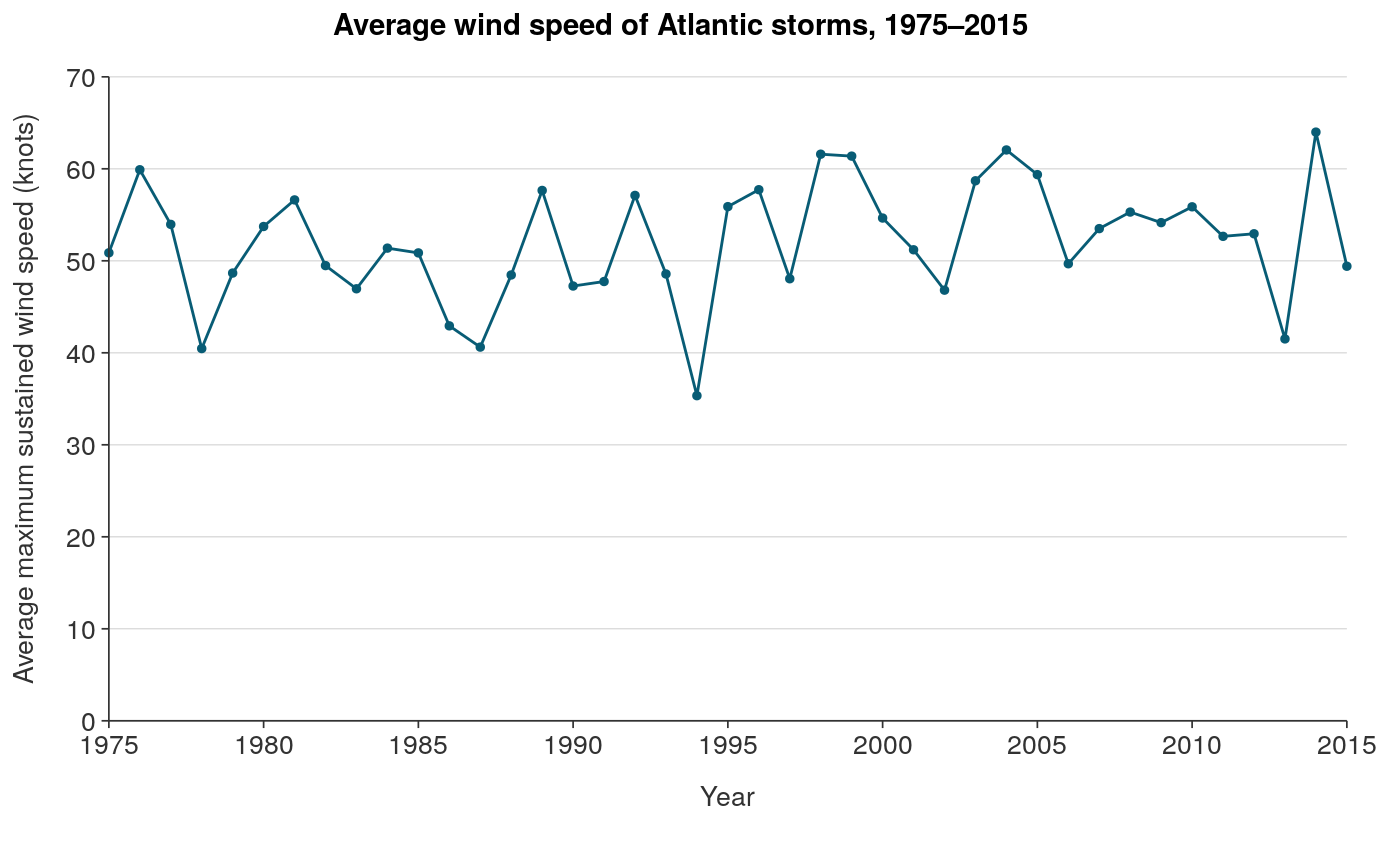 Average wind speed of Atlantic storms, 1975–2015
Average maximum sustained wind speed (knots)
70
60
50
40
30
20
10
0
1975 1980 1985 1990 1995 2000 2005 2010 2015
Year